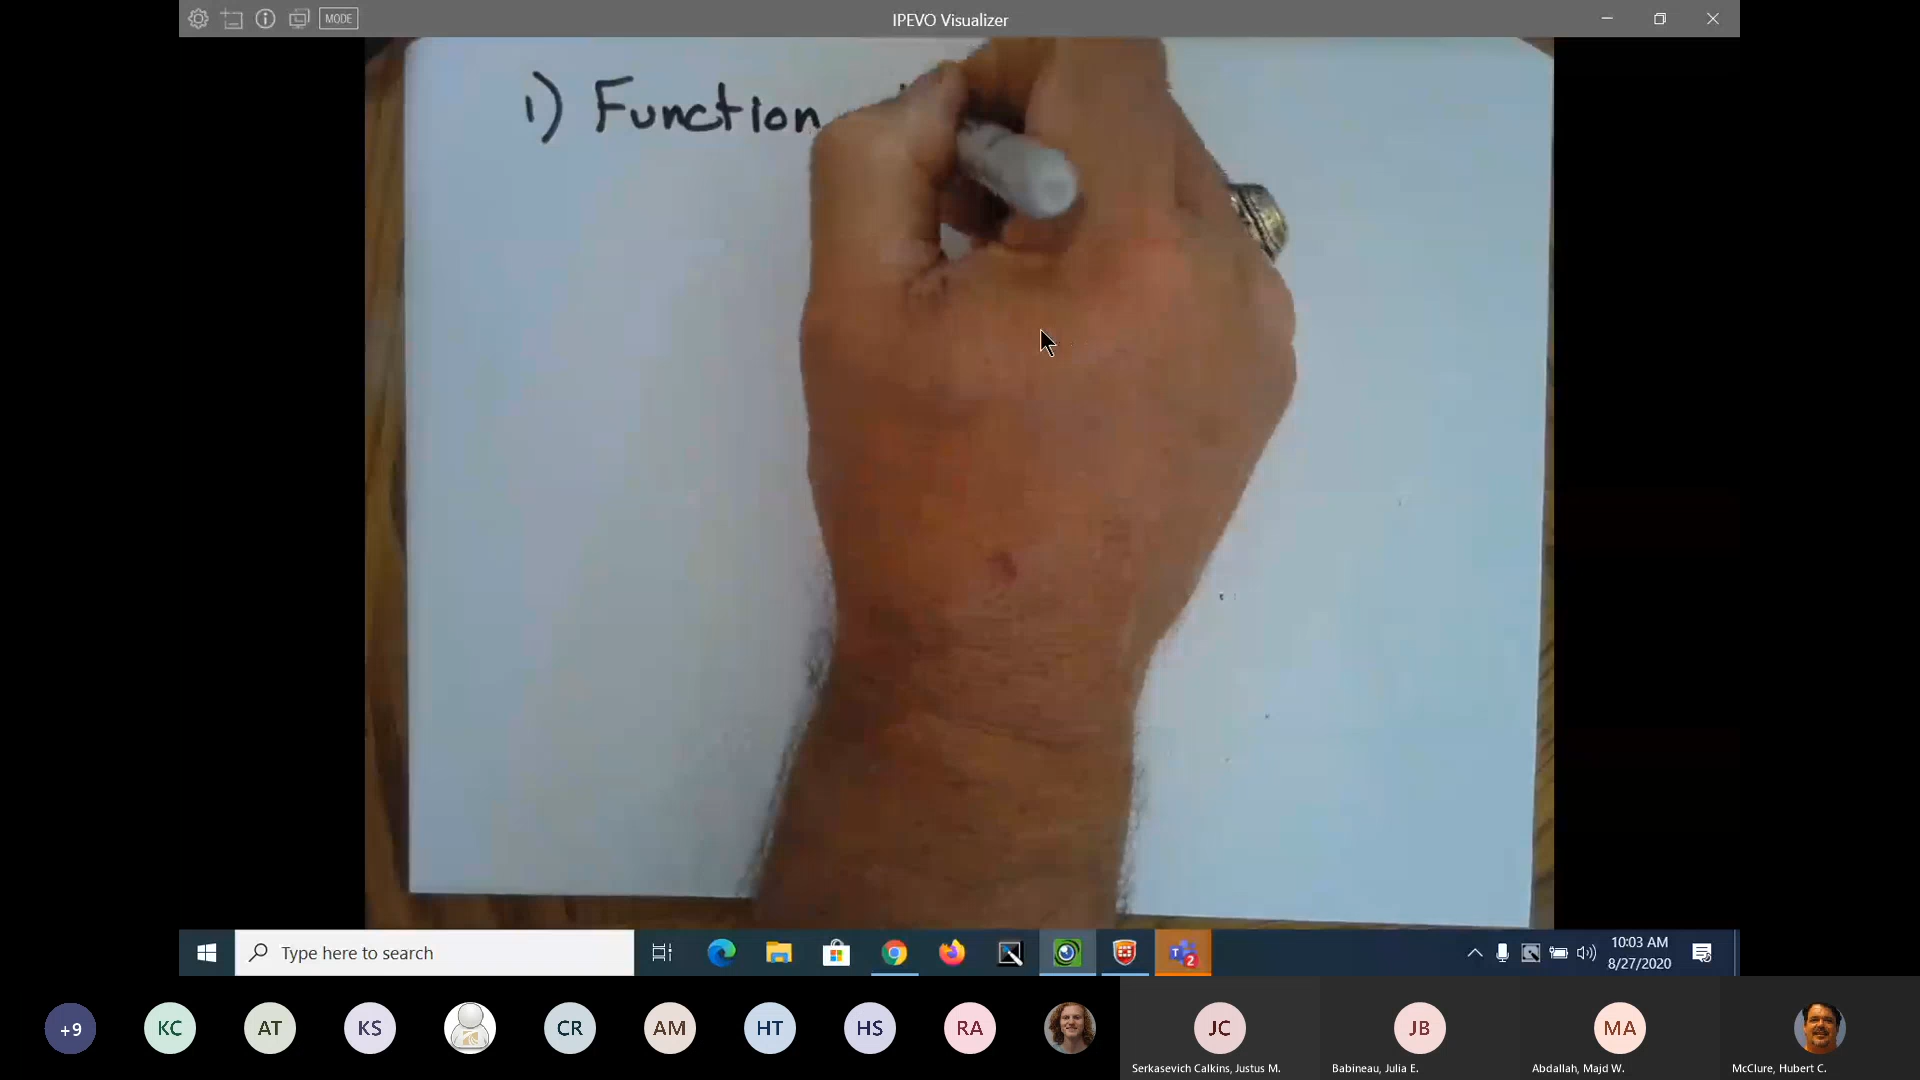 MODE
IPEVO Visualizer
1) Function
Type here to search
2
10:03 AM
8/27/2020
+9
KC
AT
KS
CR
AM
HT
HS
RA
JC
JB
MA
Serkasevich Calkins, Justus M.
Babineau, Julia E.
Abdallah, Majd W.
McClure, Hubert C.